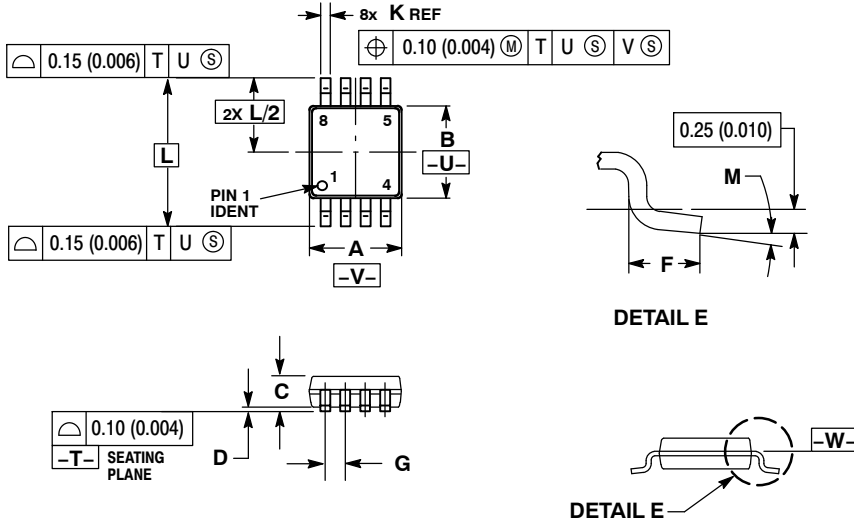 8x K REF
⌖ 0.10 (0.004) Ⓜ T U Ⓢ V Ⓢ
⌓ 0.15 (0.006) T U Ⓢ
2X L/2
8 5
B
-U-
L
1
4
PIN 1
IDENT
⌓ 0.15 (0.006) T U Ⓢ
A
-V-
0.25 (0.010)
M
F
DETAIL E
C
⌓ 0.10 (0.004)
-T- SEATING
PLANE
D
G
-W-
DETAIL E